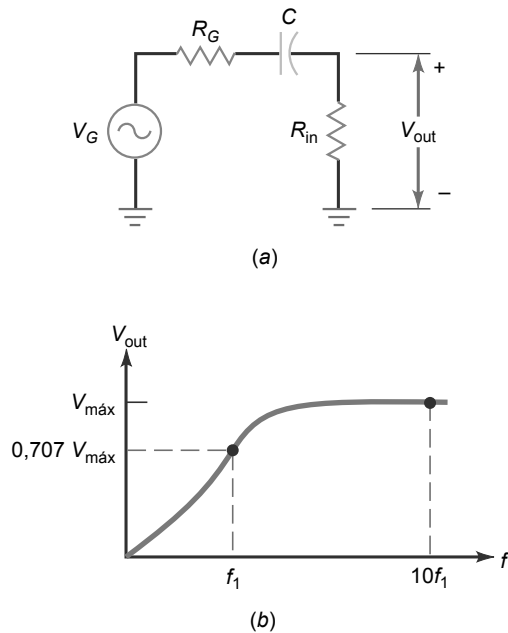 C
R_G
+
V_G
R_in
V_out
–
(a)
V_out
V_máx
0,707 V_máx
f_1
10f_1
f
(b)